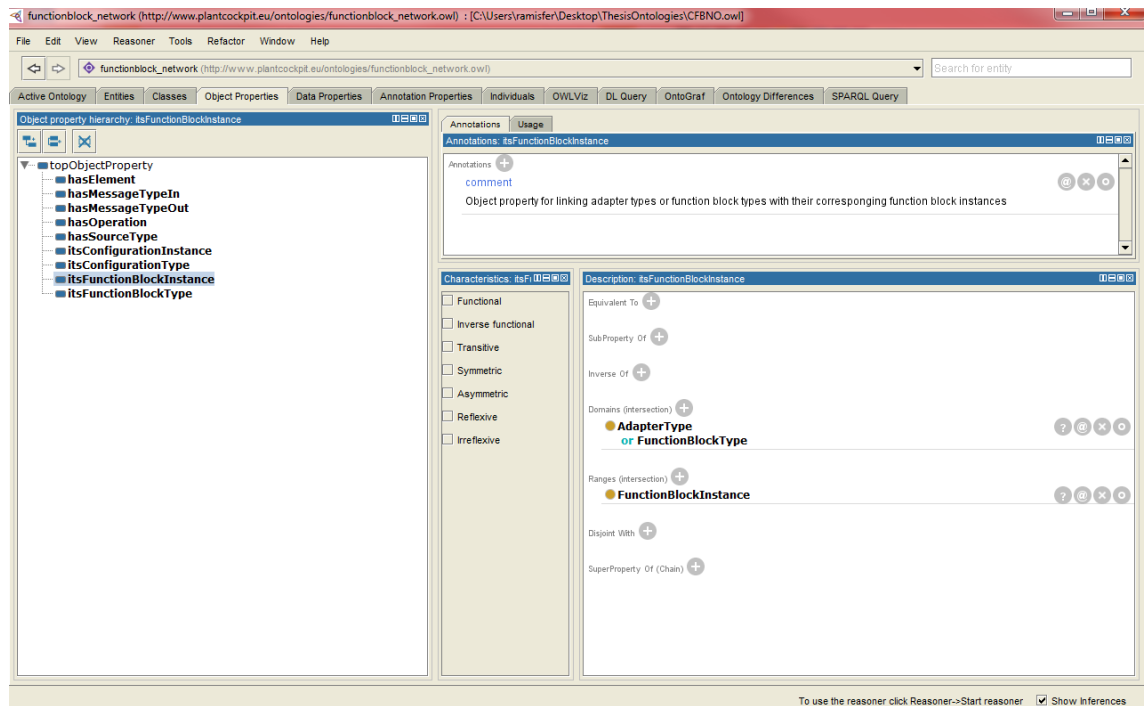 functionblock_network (http://www.plantcockpit.eu/ontologies/functionblock_network.owl) : [C:\Users\ramisfer\Desktop\ThesisOntologies\CFBNO.owl]
File Edit View Reasoner Tools Refactor Window Help
functionblock_network (http://www.plantcockpit.eu/ontologies/functionblock_network.owl)
Search for entity
Active Ontology Entities Classes Object Properties Data Properties Annotation Properties Individuals OWLViz DL Query OntoGraf Ontology Differences SPARQL Query
Object property hierarchy: itsFunctionBlockInstance
topObjectProperty
hasElement
hasMessageTypeIn
hasMessageTypeOut
hasOperation
hasSourceType
itsConfigurationInstance
itsConfigurationType
itsFunctionBlockInstance
itsFunctionBlockType
Annotations Usage
Annotations: itsFunctionBlockInstance
Annotations
comment
Object property for linking adapter types or function block types with their corresponging function block instances
Characteristics: itsF
Functional
Inverse functional
Transitive
Symmetric
Asymmetric
Reflexive
Irreflexive
Description: itsFunctionBlockInstance
Equivalent To
SubProperty Of
Inverse Of
Domains (intersection)
AdapterType
or FunctionBlockType
Ranges (intersection)
FunctionBlockInstance
Disjoint With
SuperProperty Of (Chain)
To use the reasoner click Reasoner->Start reasoner Show Inferences